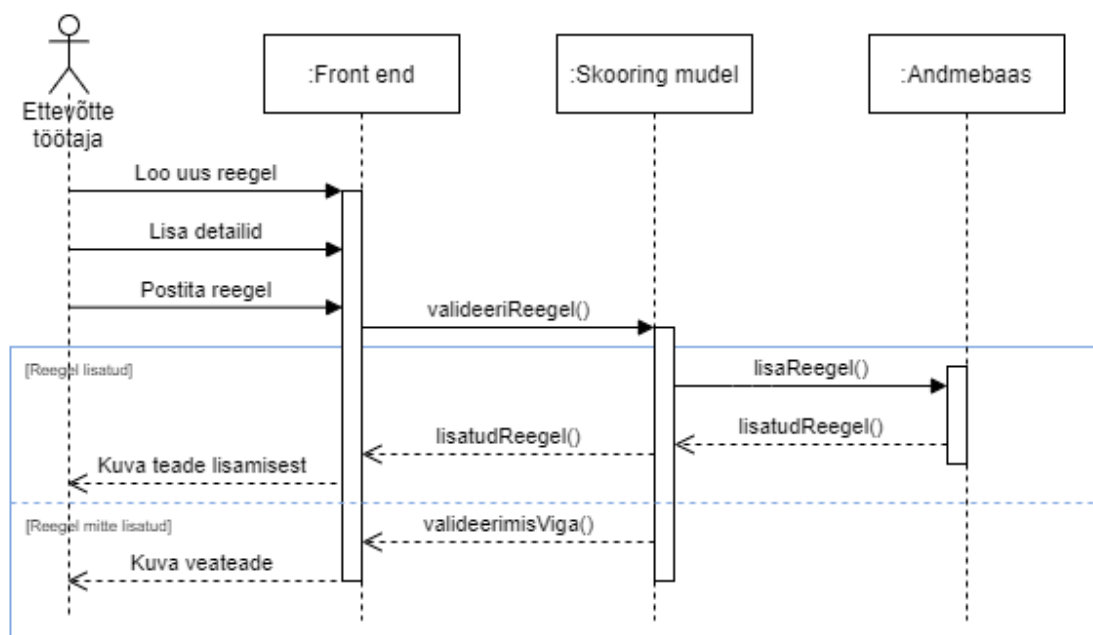 :Front end
:Skooring mudel
:Andmebaas
Ettevõtte
töötaja
Loo uus reegel
Lisa detailid
Postita reegel
valideeriReegel()
[Reegel lisatud]
lisaReegel()
lisatudReegel()
lisatudReegel()
Kuva teade lisamisest
[Reegel mitte lisatud]
valideerimisViga()
Kuva veateade